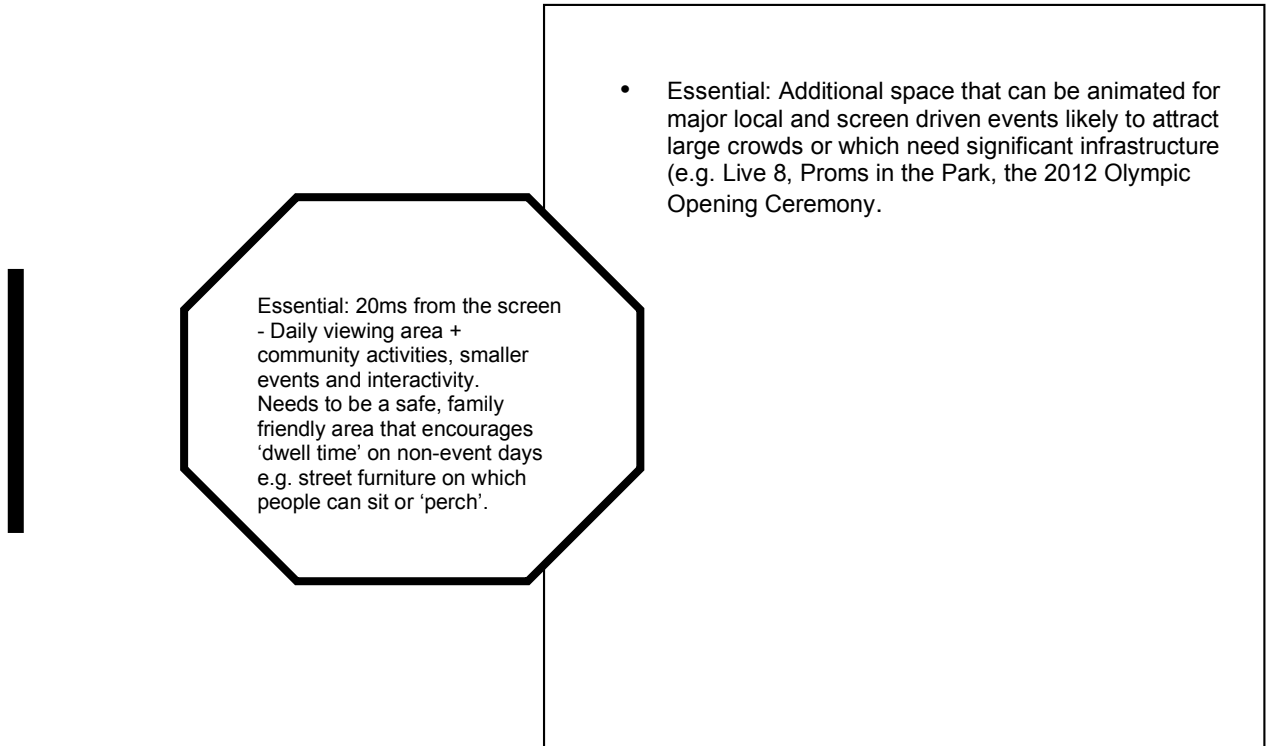 • Essential: Additional space that can be animated for
major local and screen driven events likely to attract
large crowds or which need significant infrastructure
(e.g. Live 8, Proms in the Park, the 2012 Olympic
Opening Ceremony.
Essential: 20ms from the screen
- Daily viewing area +
community activities, smaller
events and interactivity.
Needs to be a safe, family
friendly area that encourages
‘dwell time’ on non-event days
e.g. street furniture on which
people can sit or ‘perch’.